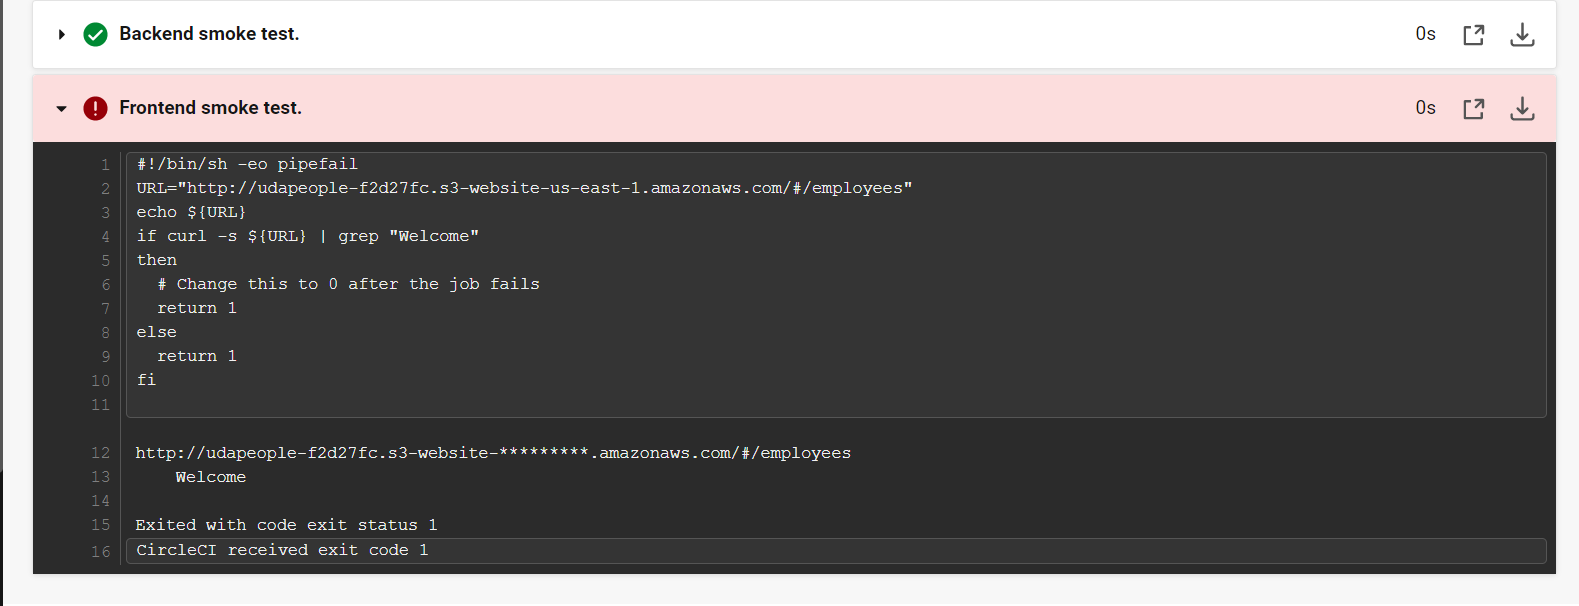 Backend smoke test.
0s
Frontend smoke test.
0s
1 #!/bin/sh -eo pipefail
2 URL="http://udapeople-f2d27fc.s3-website-us-east-1.amazonaws.com/#/employees"
3 echo ${URL}
4 if curl -s ${URL} | grep "Welcome"
5 then
6 # Change this to 0 after the job fails
7 return 1
8 else
9 return 1
10 fi
11
12 http://udapeople-f2d27fc.s3-website-*********.amazonaws.com/#/employees
13 Welcome
14
15 Exited with code exit status 1
16 CircleCI received exit code 1